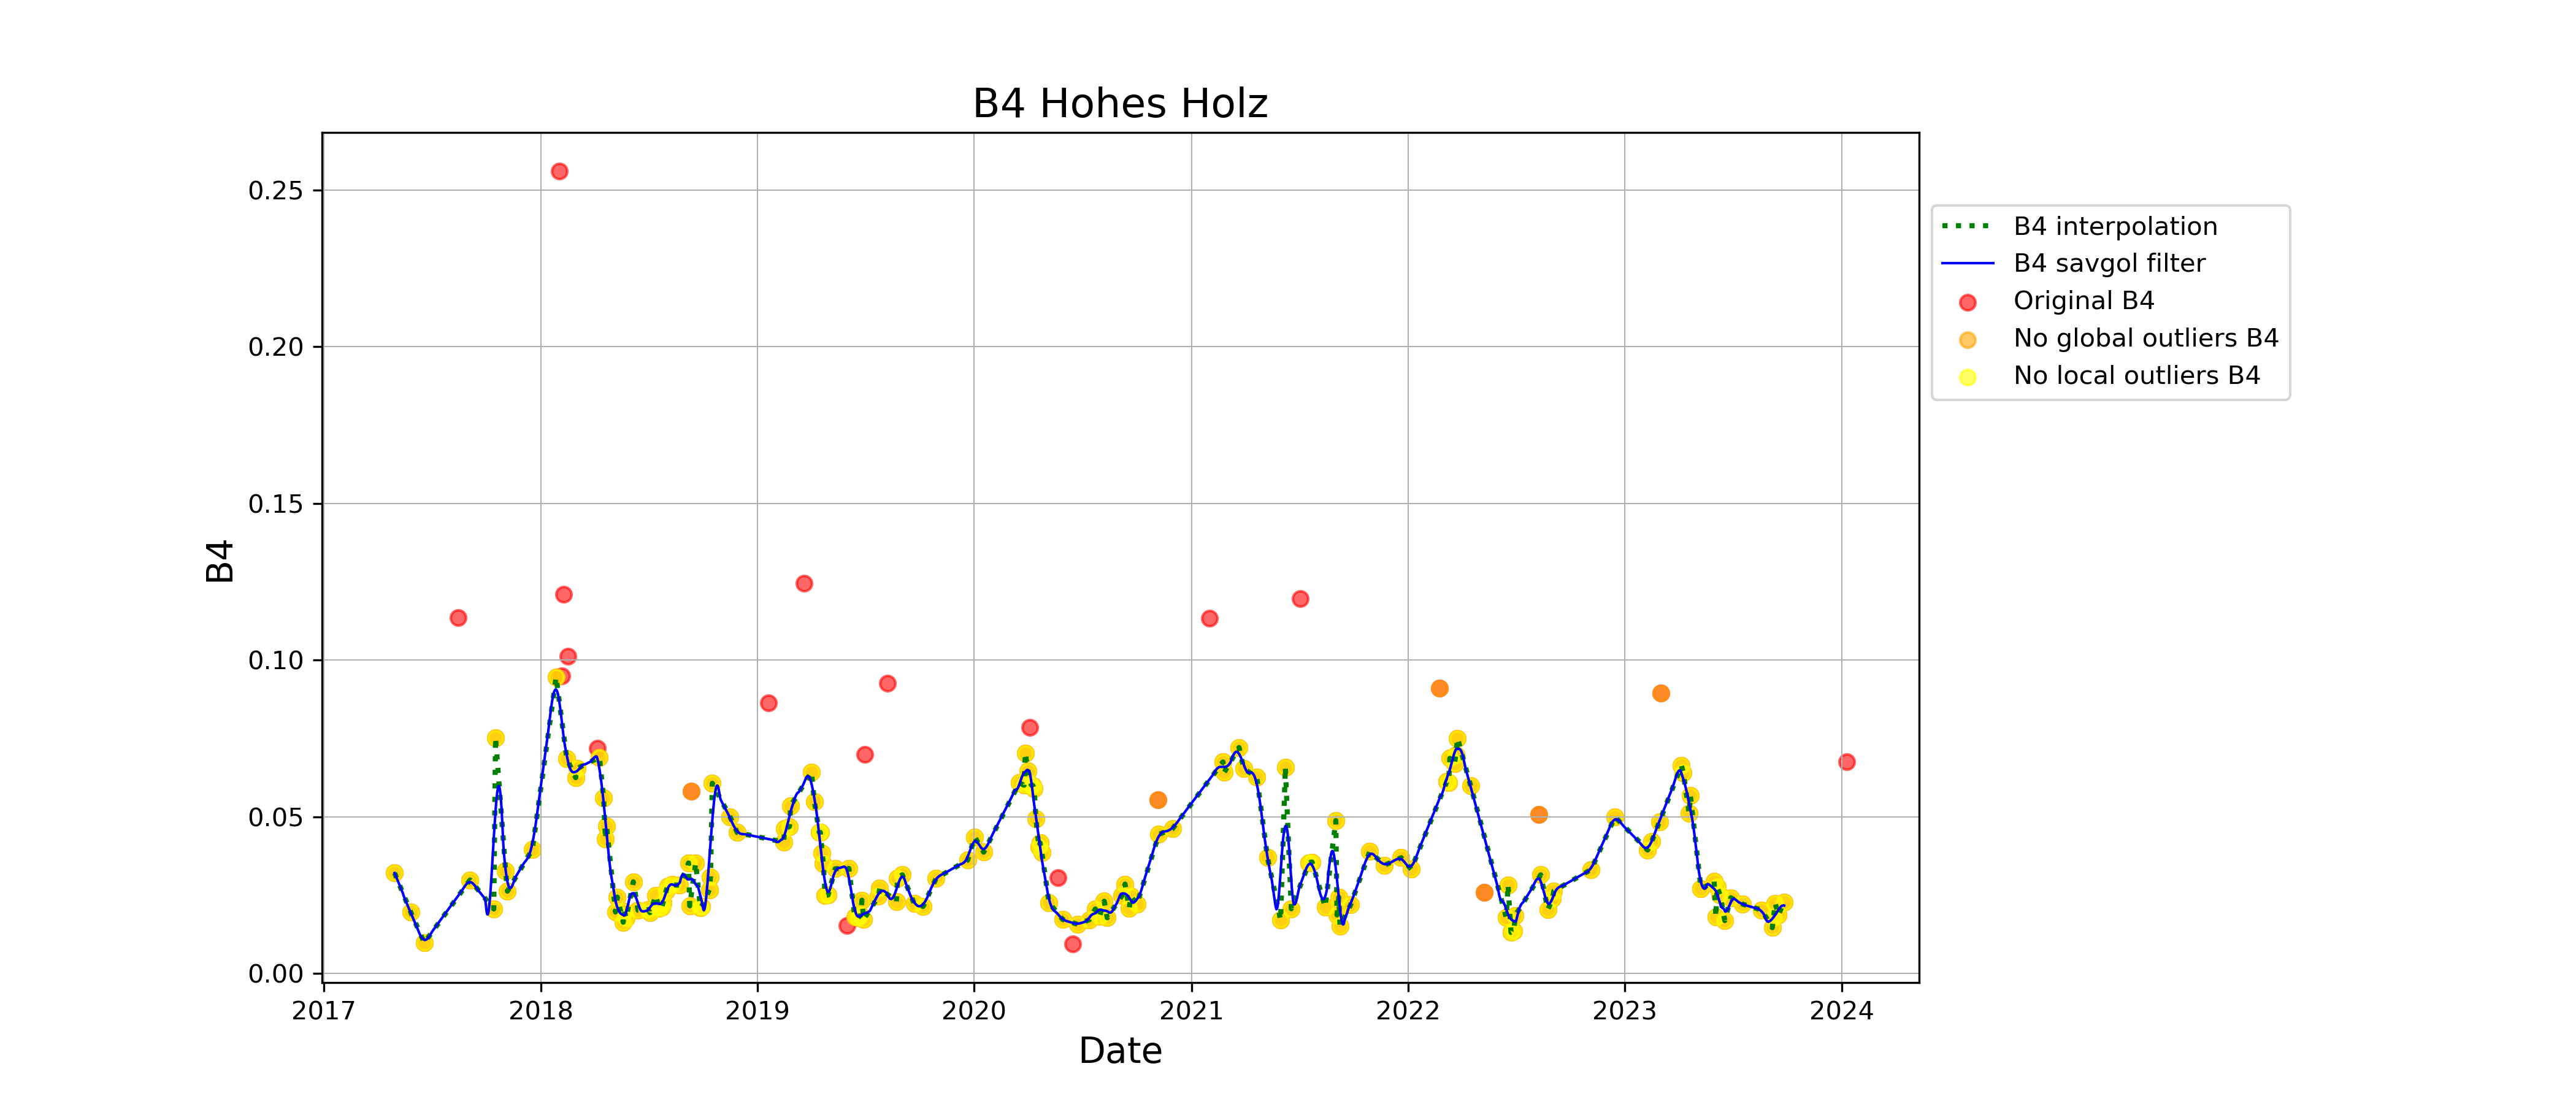 B4 Hohes Holz
0.25
0.20
0.15
0.10
0.05
0.00
B4
2017 2018 2019 2020 2021 2022 2023 2024
Date
B4 interpolation
B4 savgol filter
Original B4
No global outliers B4
No local outliers B4